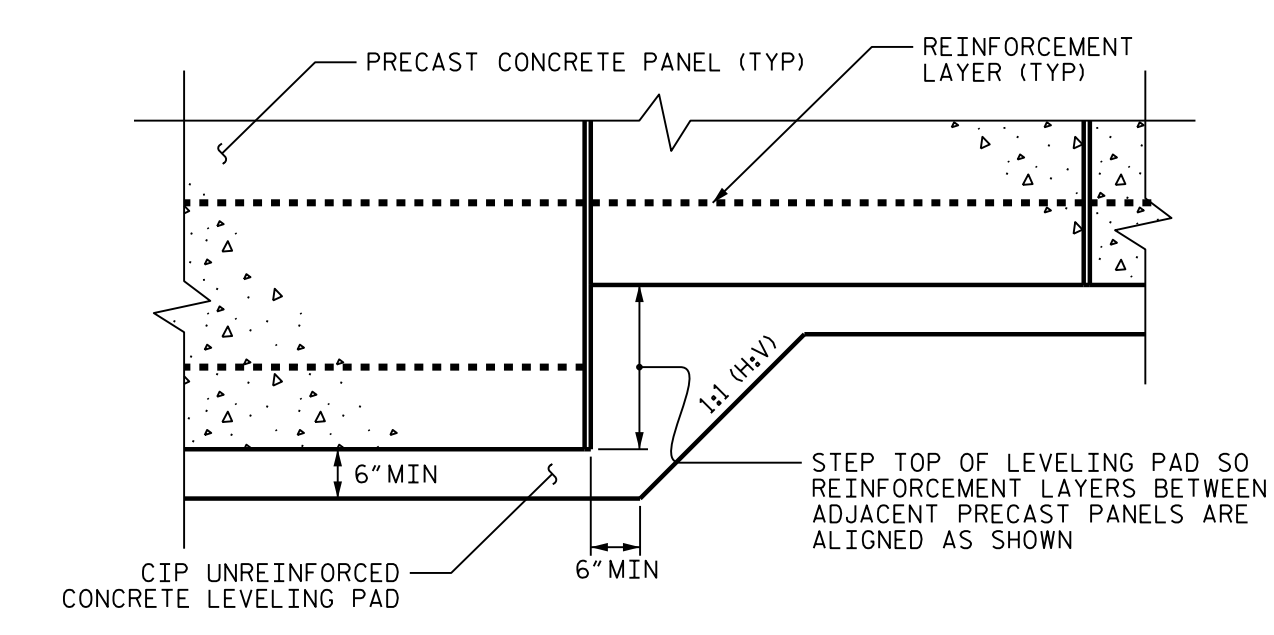 PRECAST CONCRETE PANEL (TYP)
REINFORCEMENT
LAYER (TYP)
1:1 (H:V)
6" MIN
STEP TOP OF LEVELING PAD SO
REINFORCEMENT LAYERS BETWEEN
ADJACENT PRECAST PANELS ARE
ALIGNED AS SHOWN
6" MIN
CIP UNREINFORCED
CONCRETE LEVELING PAD